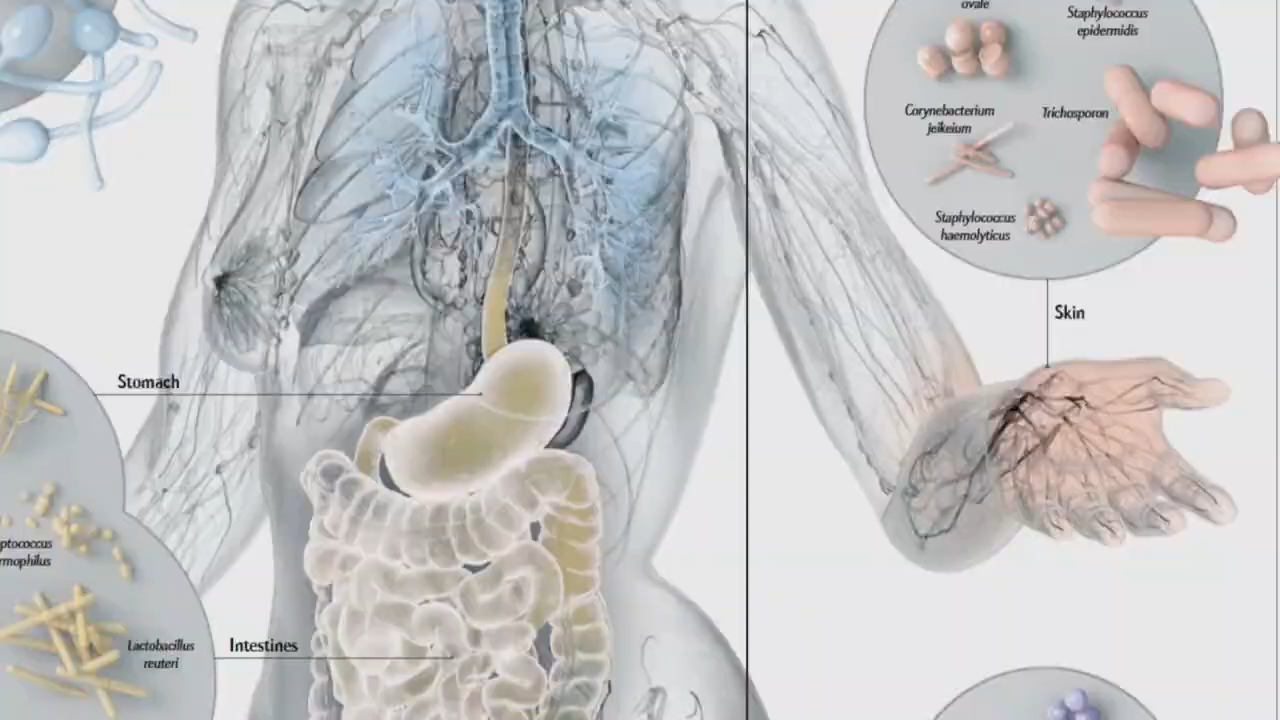 ovale
Staphylococcus
epidermidis
Corynebacterium
jeikeium
Trichosporon
Staphylococcus
haemolyticus
Skin
Stomach
ptococcus
rmophilus
Lactobacillus
reuteri
Intestines